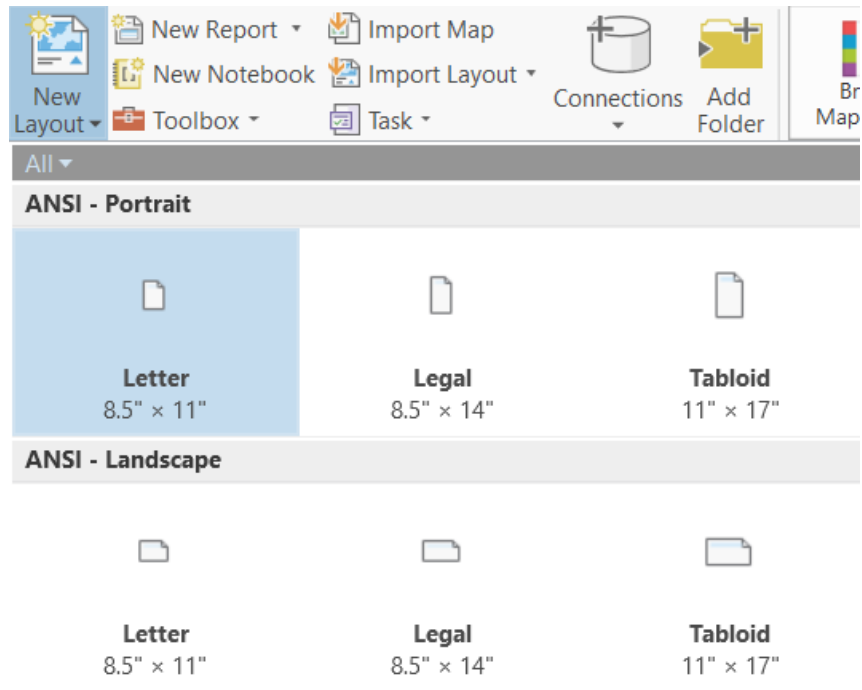 New Report
Import Map
New Notebook
Import Layout
New
Layout
Toolbox
Task
Connections
Add
Folder
Br
Map
All
ANSI - Portrait
Letter
8.5" × 11"
Legal
8.5" × 14"
Tabloid
11" × 17"
ANSI - Landscape
Letter
8.5" × 11"
Legal
8.5" × 14"
Tabloid
11" × 17"